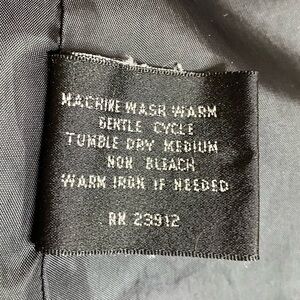 MACHINE WASH WARM
GENTLE CYCLE
TUMBLE DRY MEDIUM
NON BLEACH
WARM IRON IF NEEDED
RN 23912